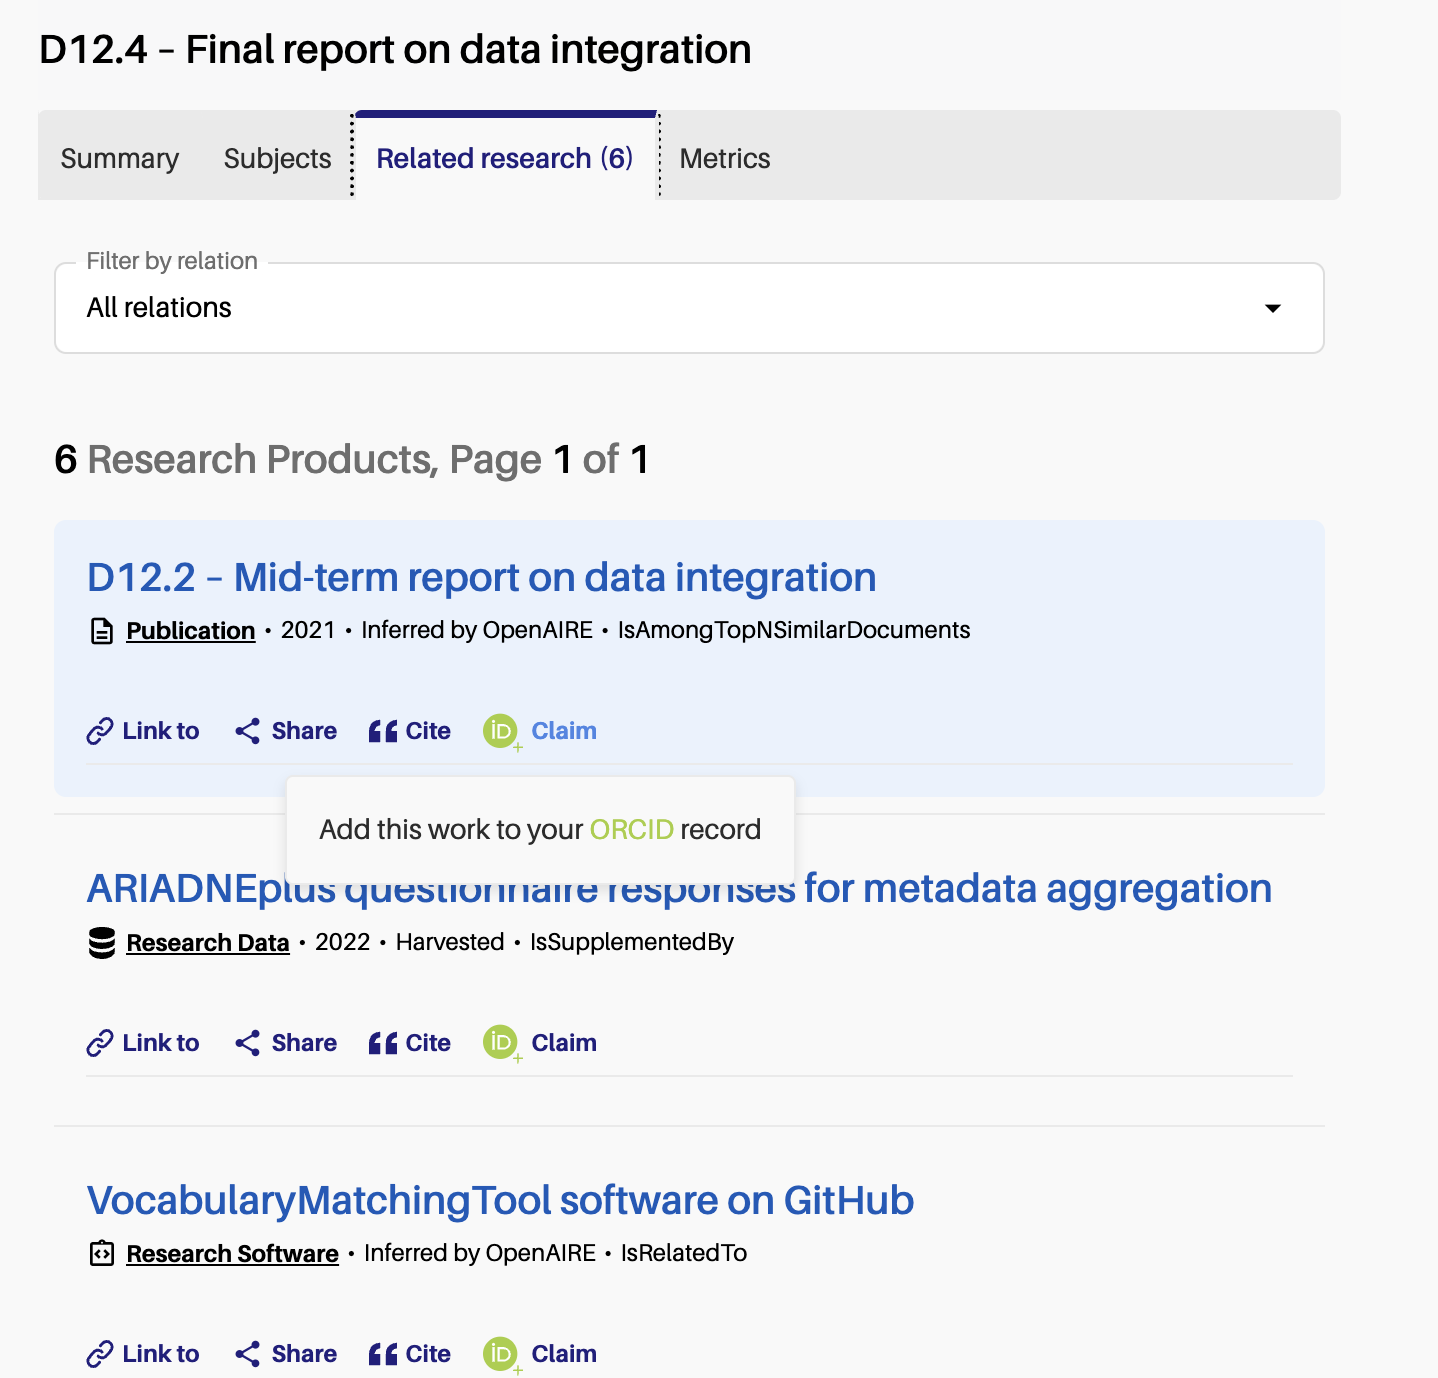 D12.4 – Final report on data integration
Summary Subjects Related research (6) Metrics
Filter by relation
All relations
6 Research Products, Page 1 of 1
D12.2 – Mid-term report on data integration
Publication • 2021 • Inferred by OpenAIRE • IsAmongTopNSimilarDocuments
Link to Share Cite iD Claim
Add this work to your ORCID record
ARIADNEplus questionnaire responses for metadata aggregation
Research Data • 2022 • Harvested • IsSupplementedBy
Link to Share Cite iD Claim
VocabularyMatchingTool software on GitHub
Research Software • Inferred by OpenAIRE • IsRelatedTo
Link to Share Cite iD Claim